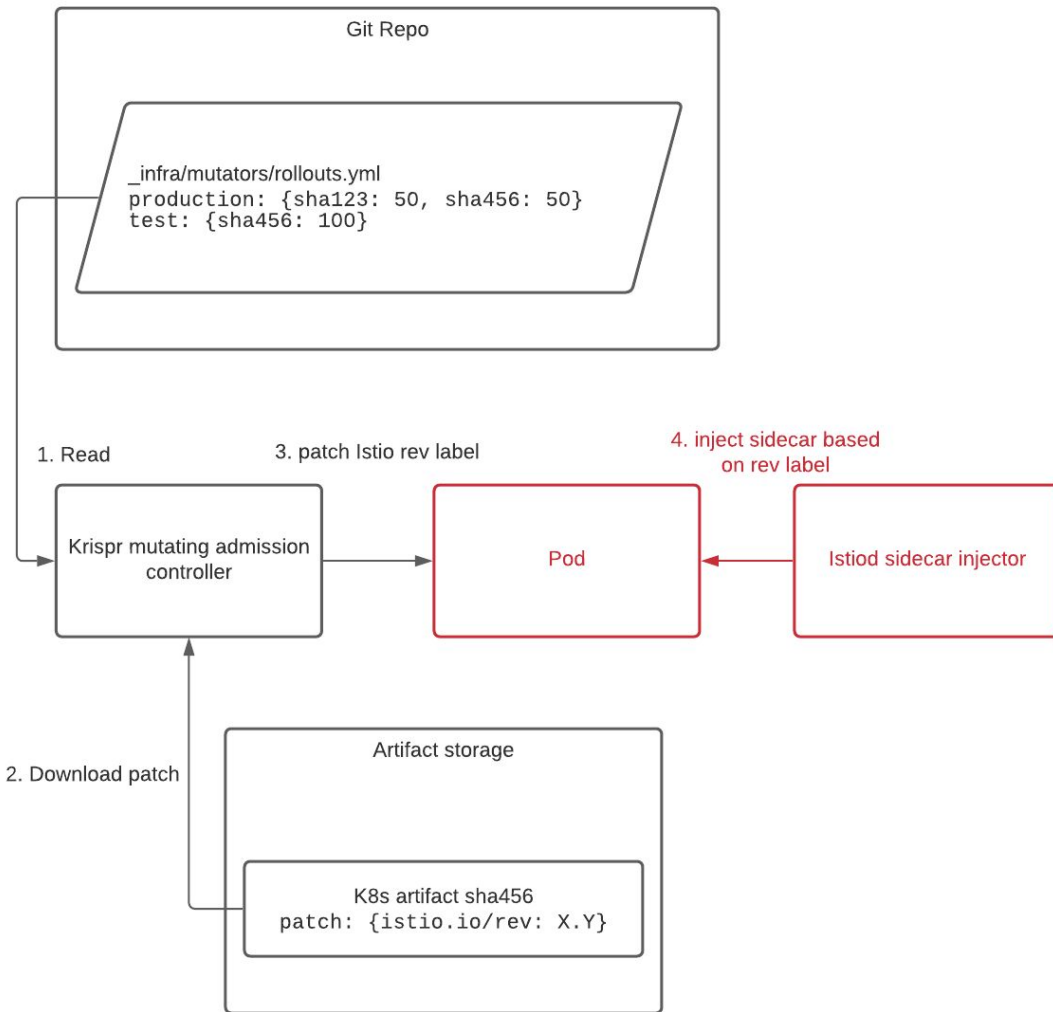 Git Repo
_infra/mutators/rollouts.yml
production: {sha123: 50, sha456: 50}
test: {sha456: 100}
1. Read
3. patch Istio rev label
4. inject sidecar based
on rev label
Krispr mutating admission
controller
Pod
Istiod sidecar injector
2. Download patch
Artifact storage
K8s artifact sha456
patch: {istio.io/rev: X.Y}